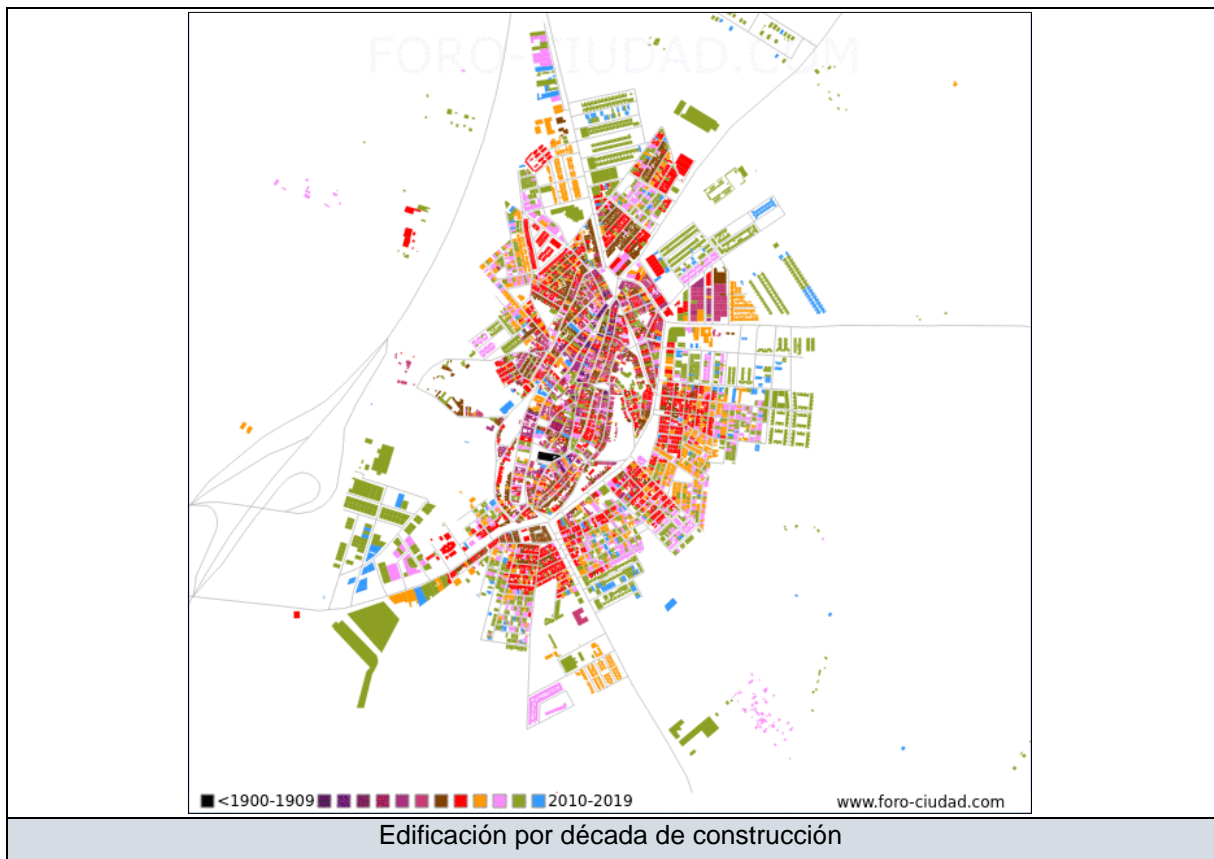 FORO-CIUDAD.COM
<1900-1909 2010-2019 www.foro-ciudad.com
Edificación por década de construcción